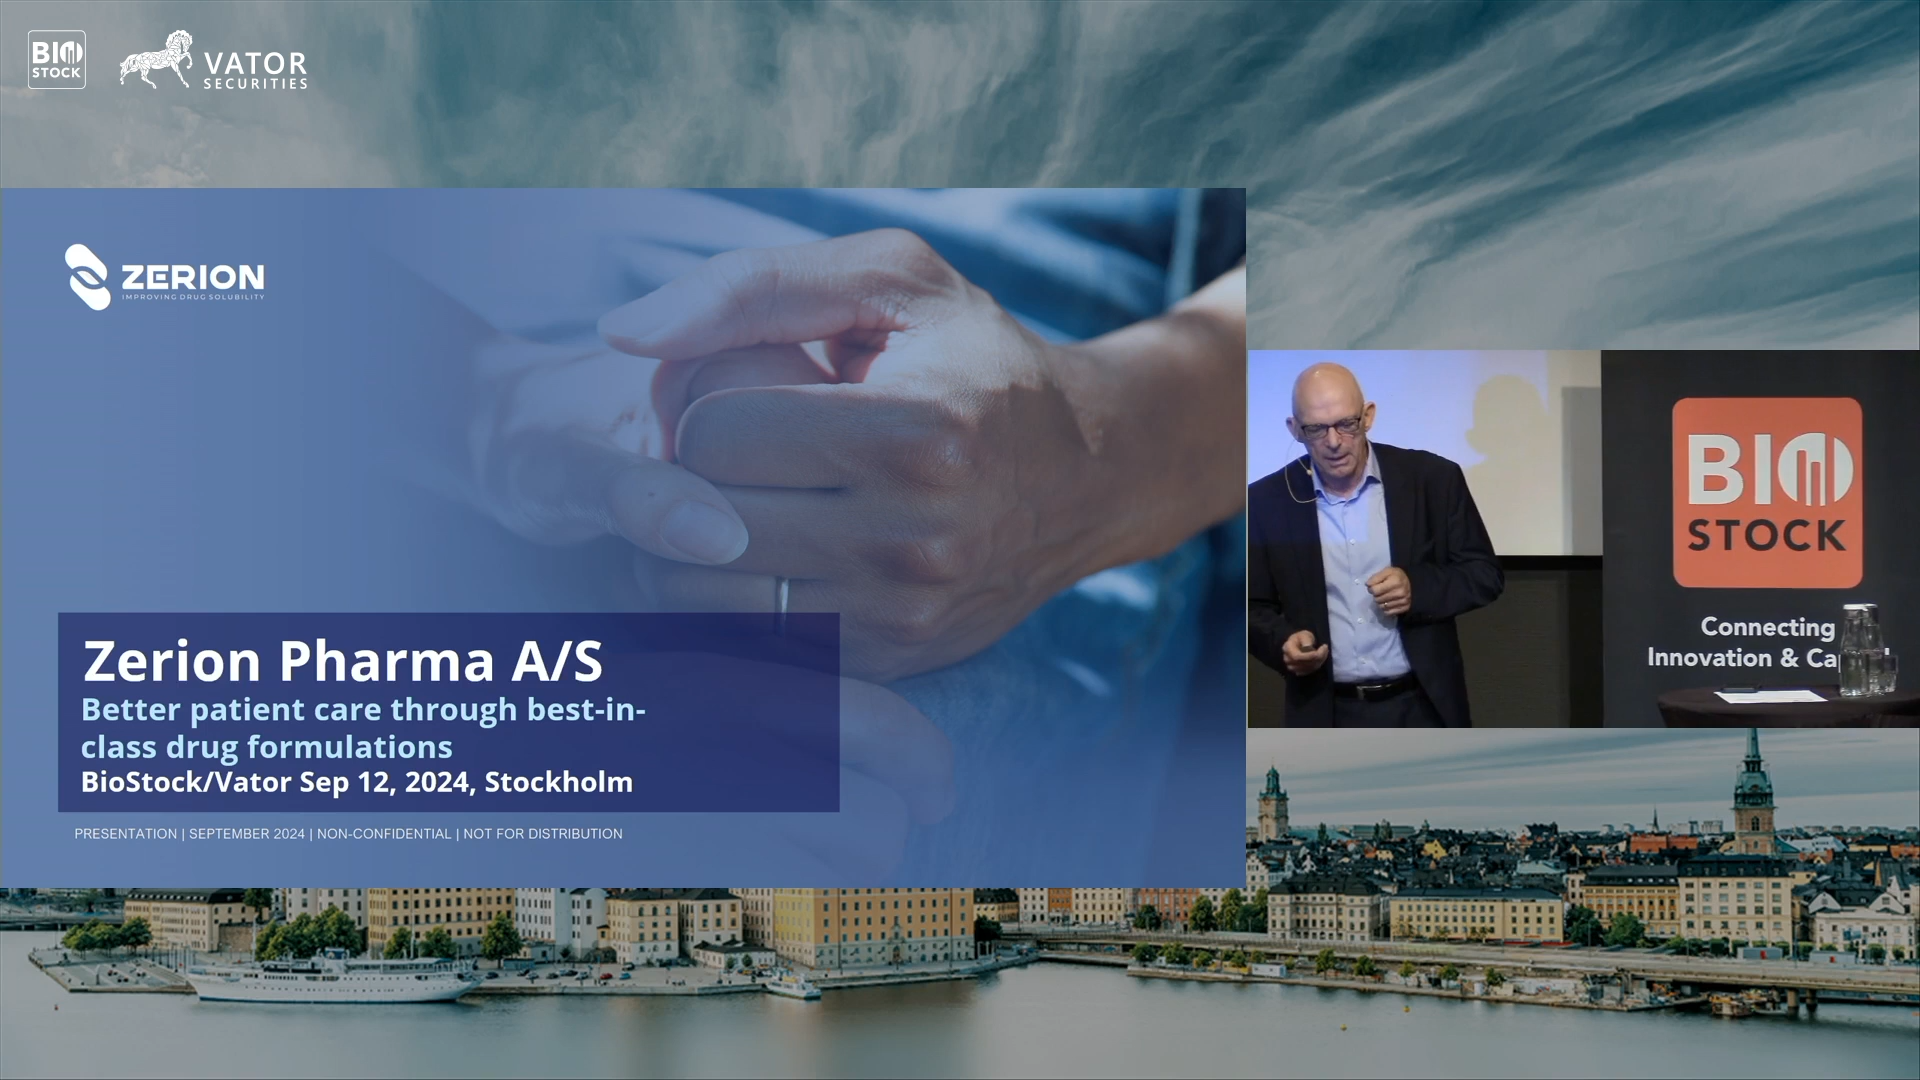 BIO
STOCK
VATOR
SECURITIES
ZERION
IMPROVING DRUG SOLUBILITY
Zerion Pharma A/S
Better patient care through best-in-
class drug formulations
BioStock/Vator Sep 12, 2024, Stockholm
PRESENTATION | SEPTEMBER 2024 | NON-CONFIDENTIAL | NOT FOR DISTRIBUTION
BIO
STOCK
Connecting
Innovation &